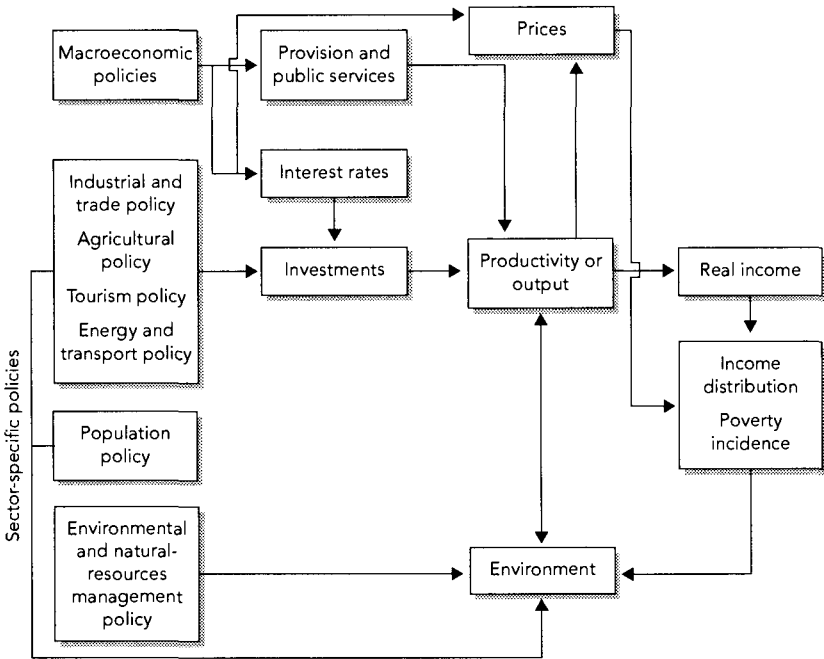 Macroeconomic
policies
Provision and
public services
Prices
Interest rates
Industrial and
trade policy
Agricultural
policy
Tourism policy
Energy and
transport policy
Investments
Productivity or
output
Real income
Income
distribution
Poverty
incidence
Sector-specific policies
Population
policy
Environmental
and natural-
resources
management
policy
Environment